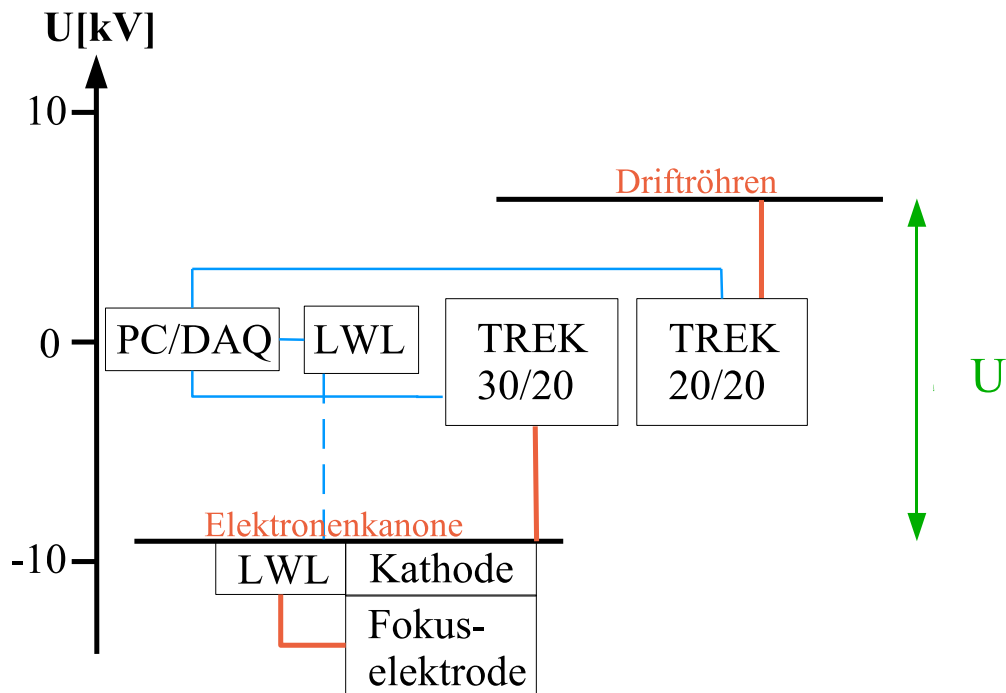 U[kV]
10
Driftröhren
PC/DAQ
LWL
TREK
30/20
TREK
20/20
0
U
Elektronenkanone
-10
LWL
Kathode
Fokus-
elektrode